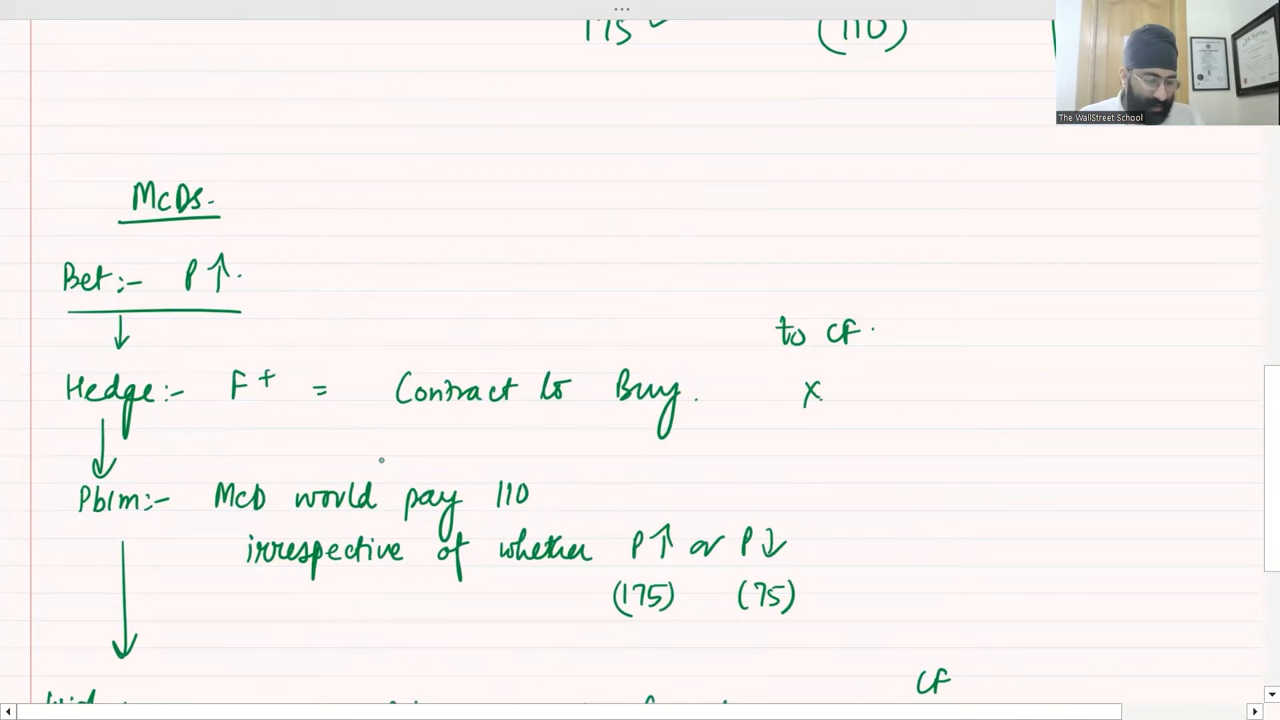 175 (110)
The WallStreet School
McDs.
Bet:- P↑.
to CF.
Hedge:- F+ = Contract to Buy. X
Pblm:- McD would pay 110
irrespective of whether P↑ or P↓
(175) (75)
CF